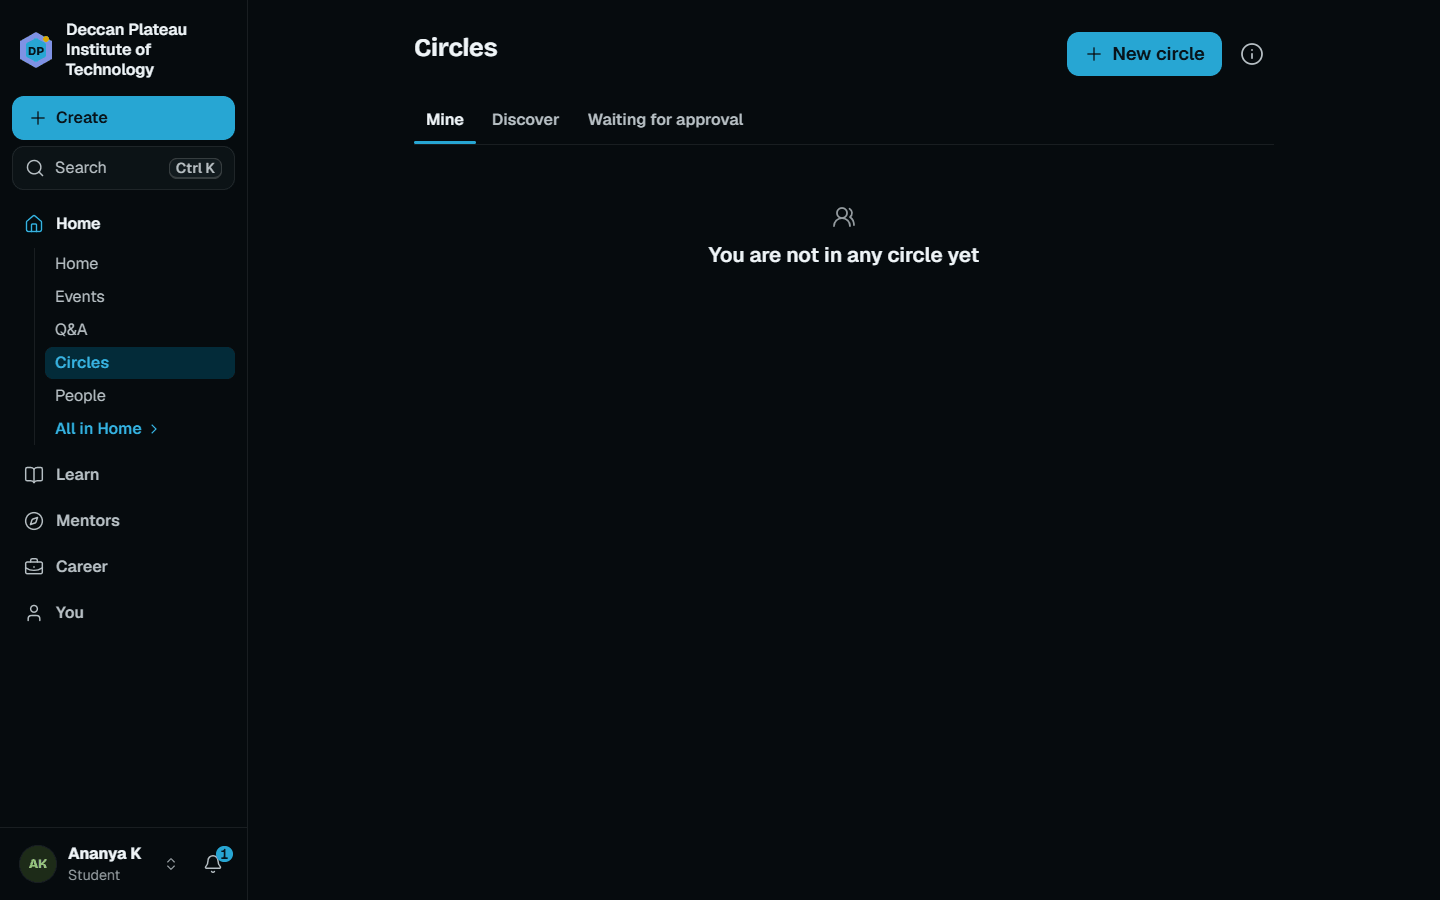 DP
Deccan Plateau
Institute of
Technology
Create
Search Ctrl K
Home
Home
Events
Q&A
Circles
People
All in Home
Learn
Mentors
Career
You
AK
Ananya K
Student
1
Circles
New circle
Mine Discover Waiting for approval
You are not in any circle yet